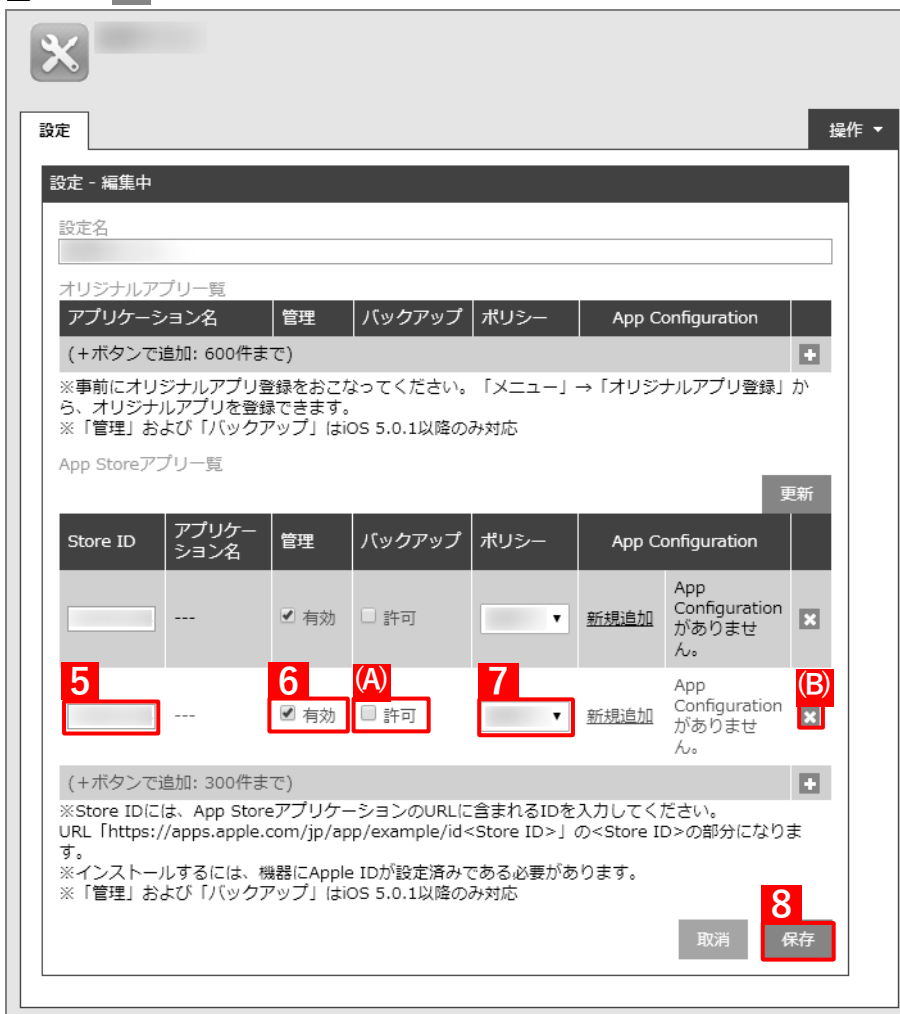 設定
操作 ▼
設定 - 編集中
設定名
オリジナルアプリ一覧
アプリケーション名 管理 バックアップ ポリシー App Configuration
(+ボタンで追加: 600件まで)
※事前にオリジナルアプリ登録をおこなってください。「メニュー」→「オリジナルアプリ登録」か
ら、オリジナルアプリを登録できます。
※「管理」および「バックアップ」はiOS 5.0.1以降のみ対応
App Storeアプリ一覧
更新
Store ID アプリケー
ション名 管理 バックアップ ポリシー App Configuration
--- 有効 許可 新規追加 App
Configuration
がありませ
ん。
5 6 (A) 7 (B)
--- 有効 許可 新規追加 App
Configuration
がありませ
ん。
(+ボタンで追加: 300件まで)
※Store IDには、App StoreアプリケーションのURLに含まれるIDを入力してください。
URL「https://apps.apple.com/jp/app/example/id<Store ID>」の<Store ID>の部分になりま
す。
※インストールするには、機器にApple IDが設定済みである必要があります。
※「管理」および「バックアップ」はiOS 5.0.1以降のみ対応
8
取消 保存